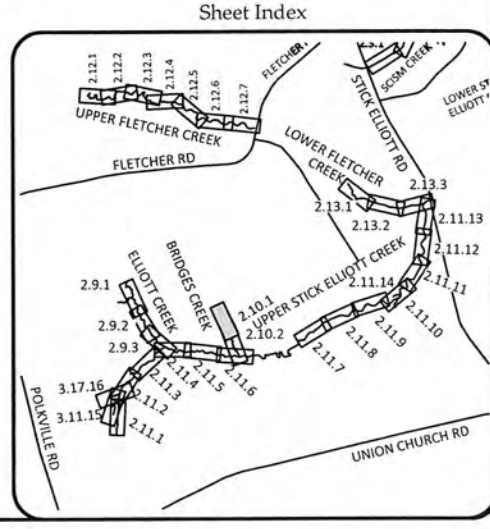 Sheet Index
2.12.1
2.12.2
2.12.3
2.12.4
2.12.5
2.12.6
2.12.7
UPPER FLETCHER CREEK
FLETCHER RD
STICK ELLIOTT RD
SCISM CREEK
LOWER
ELLIOTT
LOWER FLETCHER
CREEK
2.13.1
2.13.2
2.13.3
2.11.13
2.11.12
2.11.11
2.11.10
2.11.14
2.11.9
2.11.8
2.11.7
UPPER STICK ELLIOTT CREEK
BRIDGES CREEK
2.10.1
2.10.2
ELLIOTT CREEK
2.9.1
2.9.2
2.9.3
2.11.6
2.11.5
2.11.4
2.11.3
2.11.2
2.11.1
3.17.16
3.11.15
POLKVILLE RD
UNION CHURCH RD